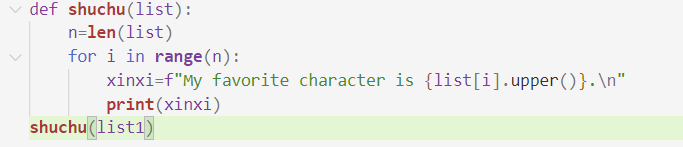 def shuchu(list):
    n=len(list)
    for i in range(n):
        xinxi=f"My favorite character is {list[i].upper()}.\n"
        print(xinxi)
shuchu(list1)